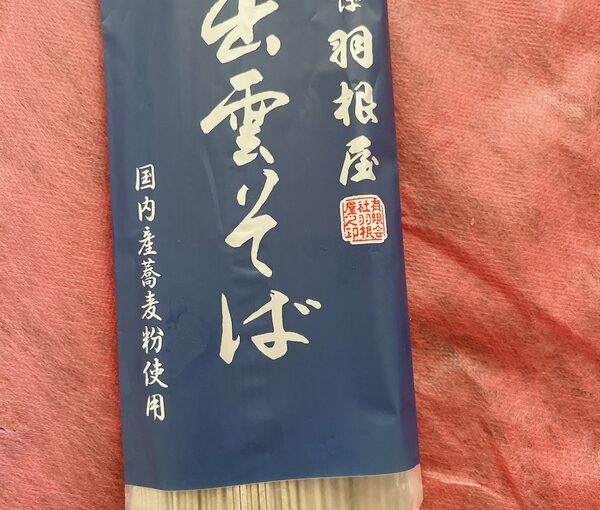 ば羽根屋
有限会
社羽根
屋之印
出雲そば
国内産蕎麦粉使用